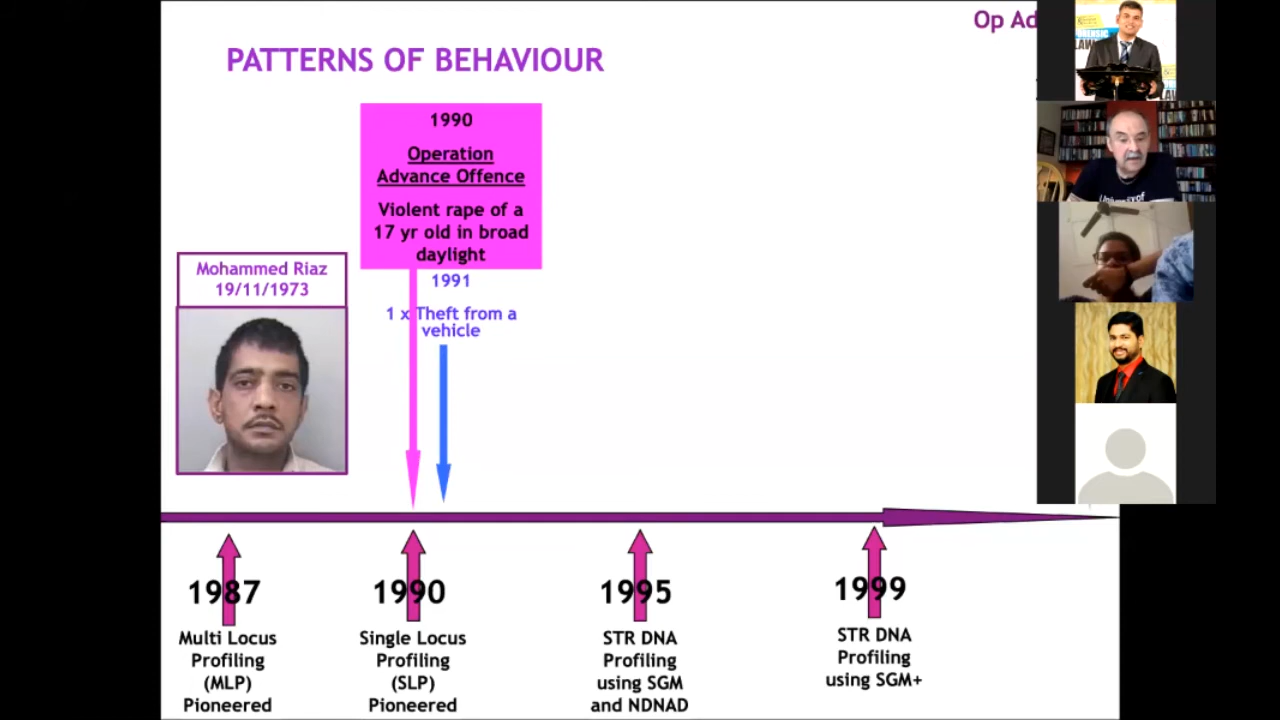 Op Ad
PATTERNS OF BEHAVIOUR
1990
Operation
Advance Offence
Violent rape of a
17 yr old in broad
daylight
Mohammed Riaz
19/11/1973
1991
1 x Theft from a
vehicle
1987
Multi Locus
Profiling
(MLP)
Pioneered
1990
Single Locus
Profiling
(SLP)
Pioneered
1995
STR DNA
Profiling
using SGM
and NDNAD
1999
STR DNA
Profiling
using SGM+